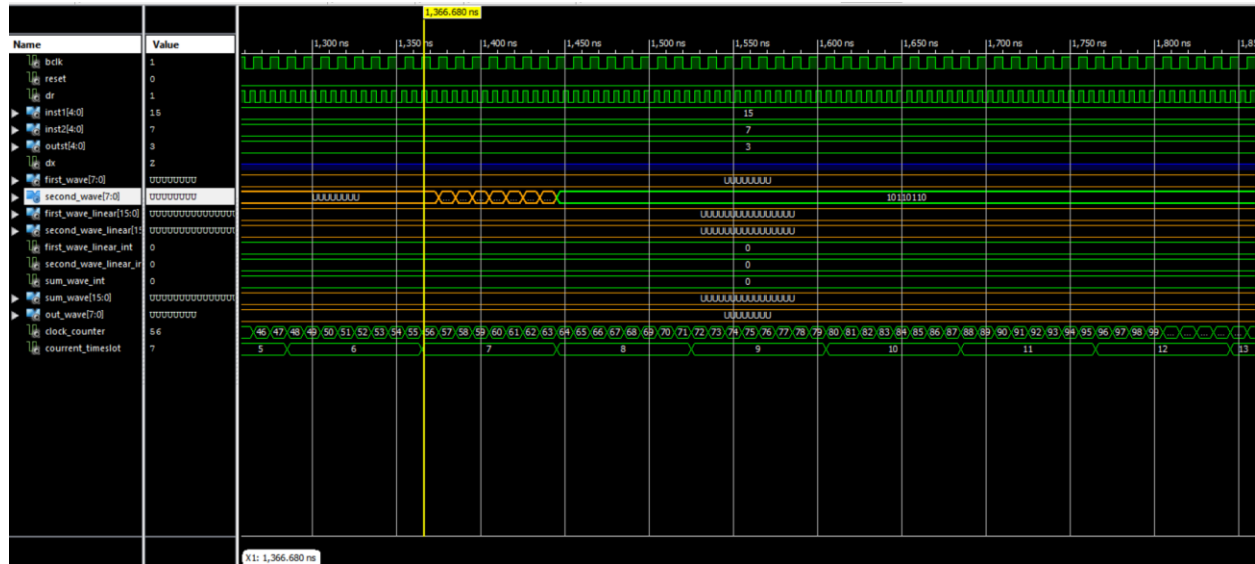 1,366.680 ns
Name Value 1,300 ns 1,350 ns 1,400 ns 1,450 ns 1,500 ns 1,550 ns 1,600 ns 1,650 ns 1,700 ns 1,750 ns 1,800 ns 1,8
bclk 1
reset 0
dr 1
inst1[4:0] 15 15
inst2[4:0] 7 7
outst[4:0] 3 3
dx Z
first_wave[7:0] UUUUUUUU UUUUUUUU
second_wave[7:0] UUUUUUUU UUUUUUUU ... ... ... ... ... ... ... 10110110
first_wave_linear[15:0] UUUUUUUUUUUUUUU UUUUUUUUUUUUUUUU
second_wave_linear[1 UUUUUUUUUUUUUUU UUUUUUUUUUUUUUUU
first_wave_linear_int 0 0
second_wave_linear_ir 0 0
sum_wave_int 0 0
sum_wave[15:0] UUUUUUUUUUUUUUU UUUUUUUUUUUUUUUU
out_wave[7:0] UUUUUUUU UUUUUUUU
clock_counter 56 46 47 48 49 50 51 52 53 54 55 56 57 58 59 60 61 62 63 64 65 66 67 68 69 70 71 72 73 74 75 76 77 78 79 80 81 82 83 84 85 86 87 88 89 90 91 92 93 94 95 96 97 98 99 ... ... ... ... ...
courrent_timeslot 7 5 6 7 8 9 10 11 12 13
X1: 1,366.680 ns